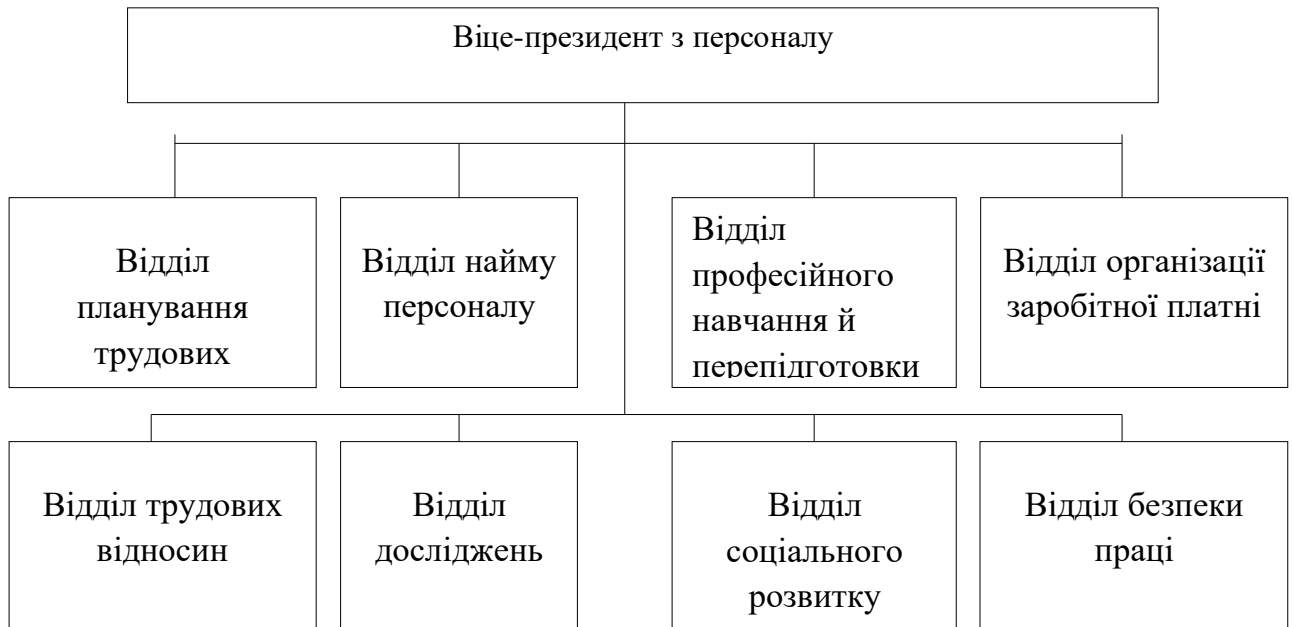 Віце-президент з персоналу
Відділ
планування
трудових
Відділ найму
персоналу
Відділ
професійного
навчання й
перепідготовки
Відділ організації
заробітної платні
Відділ трудових
відносин
Відділ
досліджень
Відділ
соціального
розвитку
Відділ безпеки
праці